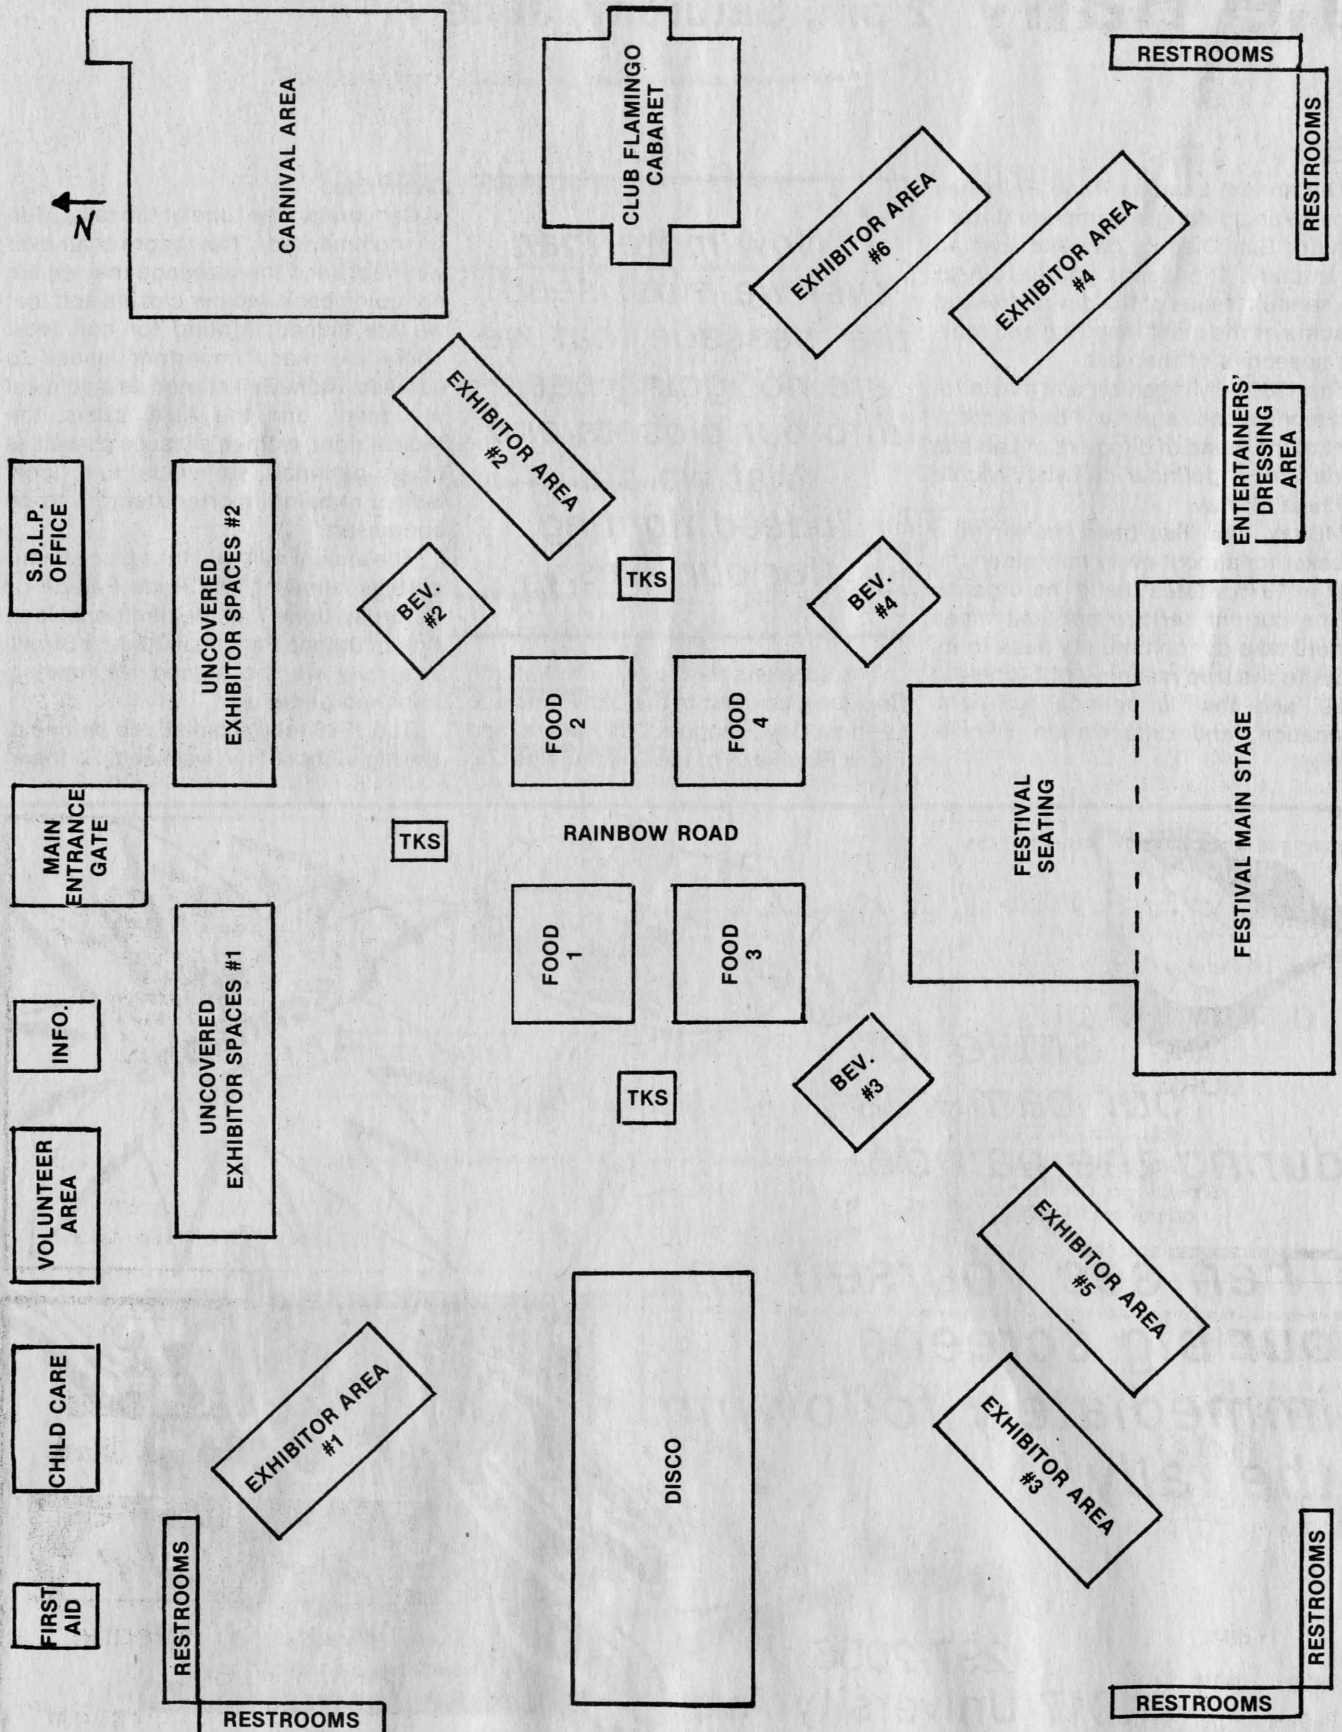 RESTROOMS
RESTROOMS
CARNIVAL AREA
N
CLUB FLAMINGO
CABARET
EXHIBITOR AREA
#6
EXHIBITOR AREA
#4
EXHIBITOR AREA
#2
ENTERTAINERS'
DRESSING
AREA
S.D.L.P.
OFFICE
UNCOVERED
EXHIBITOR SPACES #2
BEV.
#2
TKS
BEV.
#4
FOOD
2
FOOD
4
MAIN
ENTRANCE
GATE
TKS
RAINBOW ROAD
FESTIVAL
SEATING
FESTIVAL MAIN STAGE
INFO.
UNCOVERED
EXHIBITOR SPACES #1
FOOD
1
FOOD
3
TKS
BEV.
#3
VOLUNTEER
AREA
EXHIBITOR AREA
#5
CHILD CARE
EXHIBITOR AREA
#1
DISCO
EXHIBITOR AREA
#3
FIRST
AID
RESTROOMS
RESTROOMS
RESTROOMS
RESTROOMS